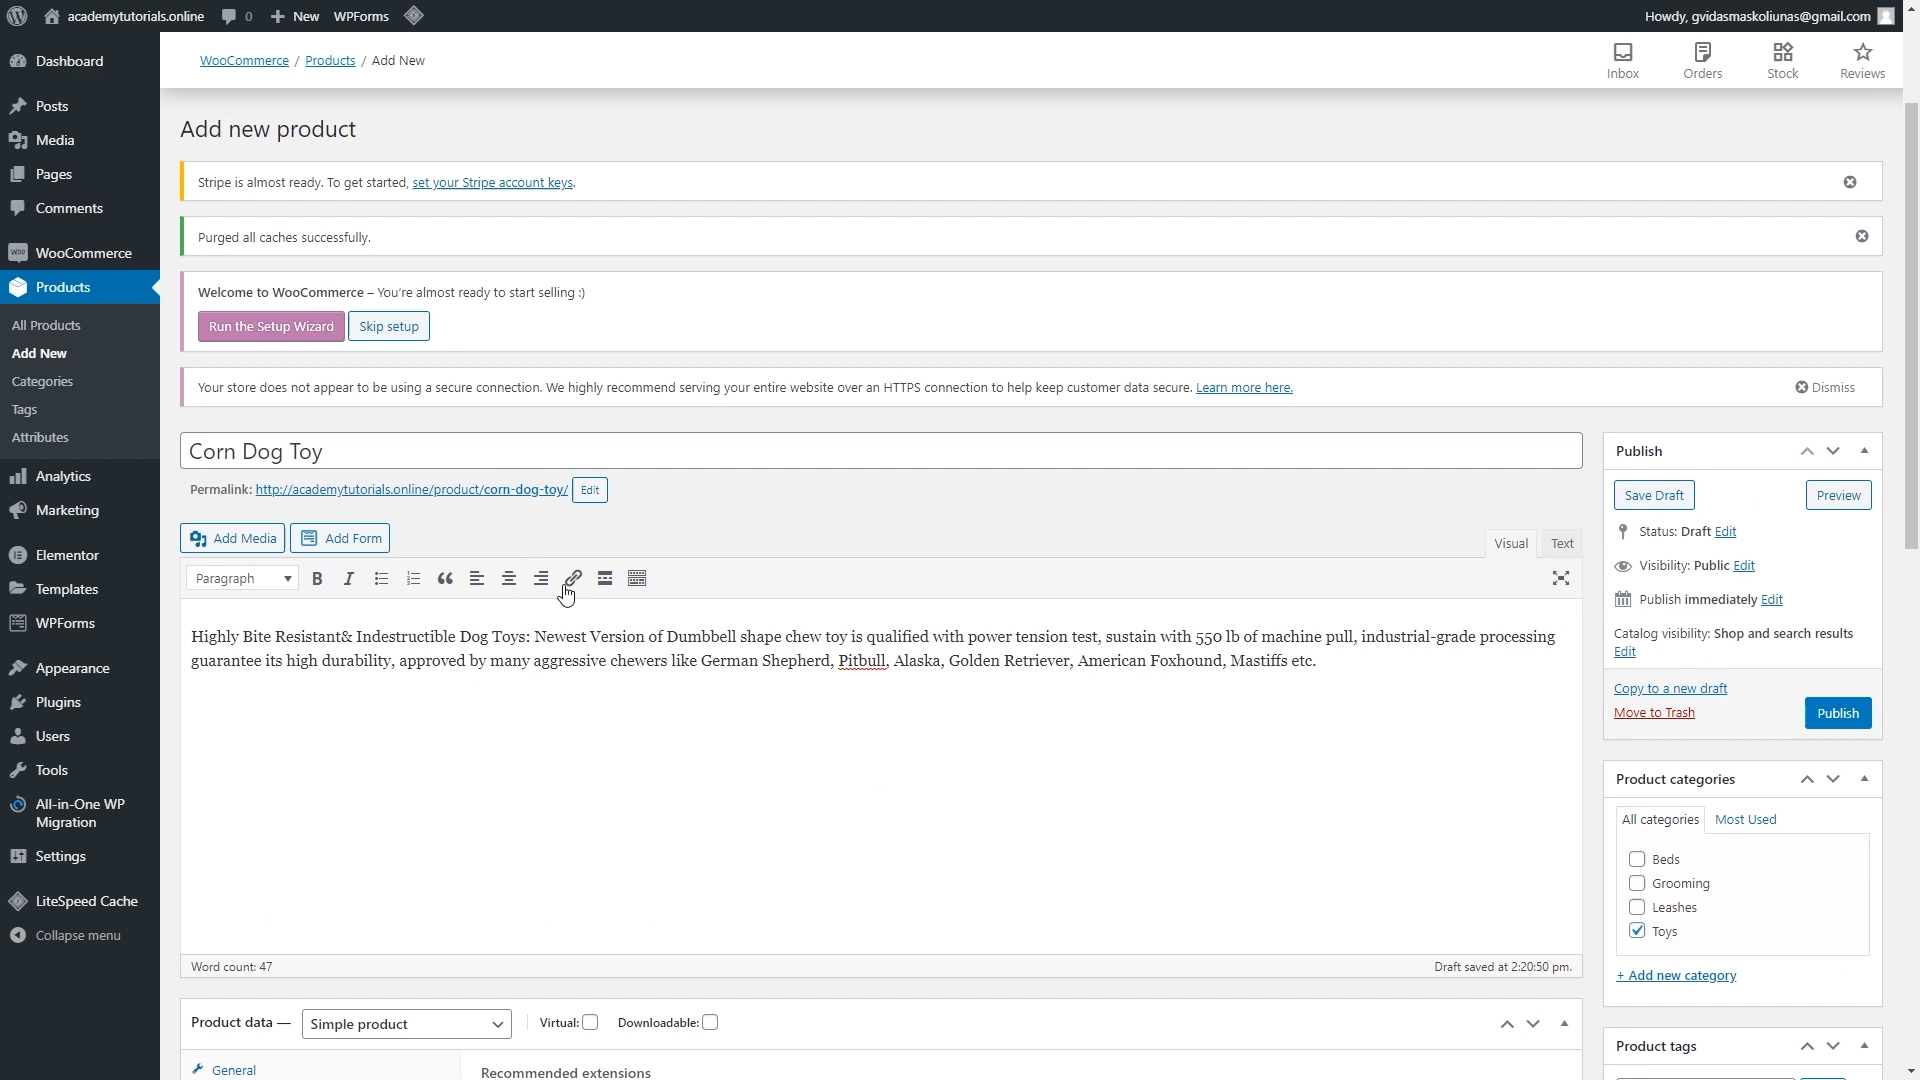 academytutorials.online 0 New WPForms Howdy, gvidasmaskoliunas@gmail.com
Dashboard
Posts
Media
Pages
Comments
WooCommerce
Products
All Products
Add New
Categories
Tags
Attributes
Analytics
Marketing
Elementor
Templates
WPForms
Appearance
Plugins
Users
Tools
All-in-One WP
Migration
Settings
LiteSpeed Cache
Collapse menu
WooCommerce / Products / Add New
Inbox Orders Stock Reviews
Add new product
Stripe is almost ready. To get started, set your Stripe account keys.
Purged all caches successfully.
Welcome to WooCommerce – You're almost ready to start selling :)
Run the Setup Wizard Skip setup
Your store does not appear to be using a secure connection. We highly recommend serving your entire website over an HTTPS connection to help keep customer data secure. Learn more here. Dismiss
Corn Dog Toy
Permalink: http://academytutorials.online/product/corn-dog-toy/ Edit
Add Media Add Form
Visual Text
Paragraph
Highly Bite Resistant& Indestructible Dog Toys: Newest Version of Dumbbell shape chew toy is qualified with power tension test, sustain with 550 lb of machine pull, industrial-grade processing
guarantee its high durability, approved by many aggressive chewers like German Shepherd, Pitbull, Alaska, Golden Retriever, American Foxhound, Mastiffs etc.
Word count: 47 Draft saved at 2:20:50 pm.
Product data — Simple product Virtual: Downloadable:
General
Recommended extensions
Publish
Save Draft Preview
Status: Draft Edit
Visibility: Public Edit
Publish immediately Edit
Catalog visibility: Shop and search results
Edit
Copy to a new draft
Move to Trash
Publish
Product categories
All categories Most Used
Beds
Grooming
Leashes
Toys
+ Add new category
Product tags